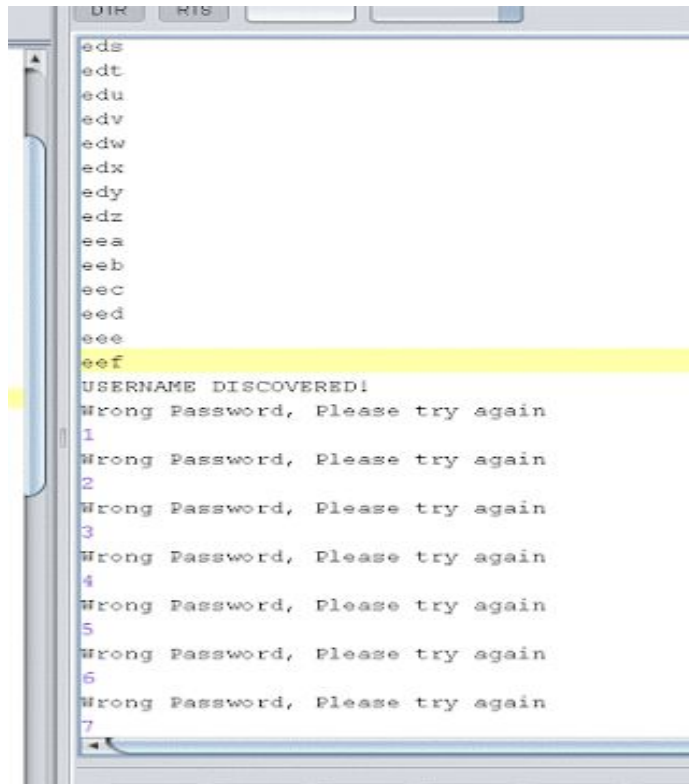 DTR RTS
eds
edt
edu
edv
edw
edx
edy
edz
eea
eeb
eec
eed
eee
eef
USERNAME DISCOVERED!
Wrong Password, Please try again
1
Wrong Password, Please try again
2
Wrong Password, Please try again
3
Wrong Password, Please try again
4
Wrong Password, Please try again
5
Wrong Password, Please try again
6
Wrong Password, Please try again
7